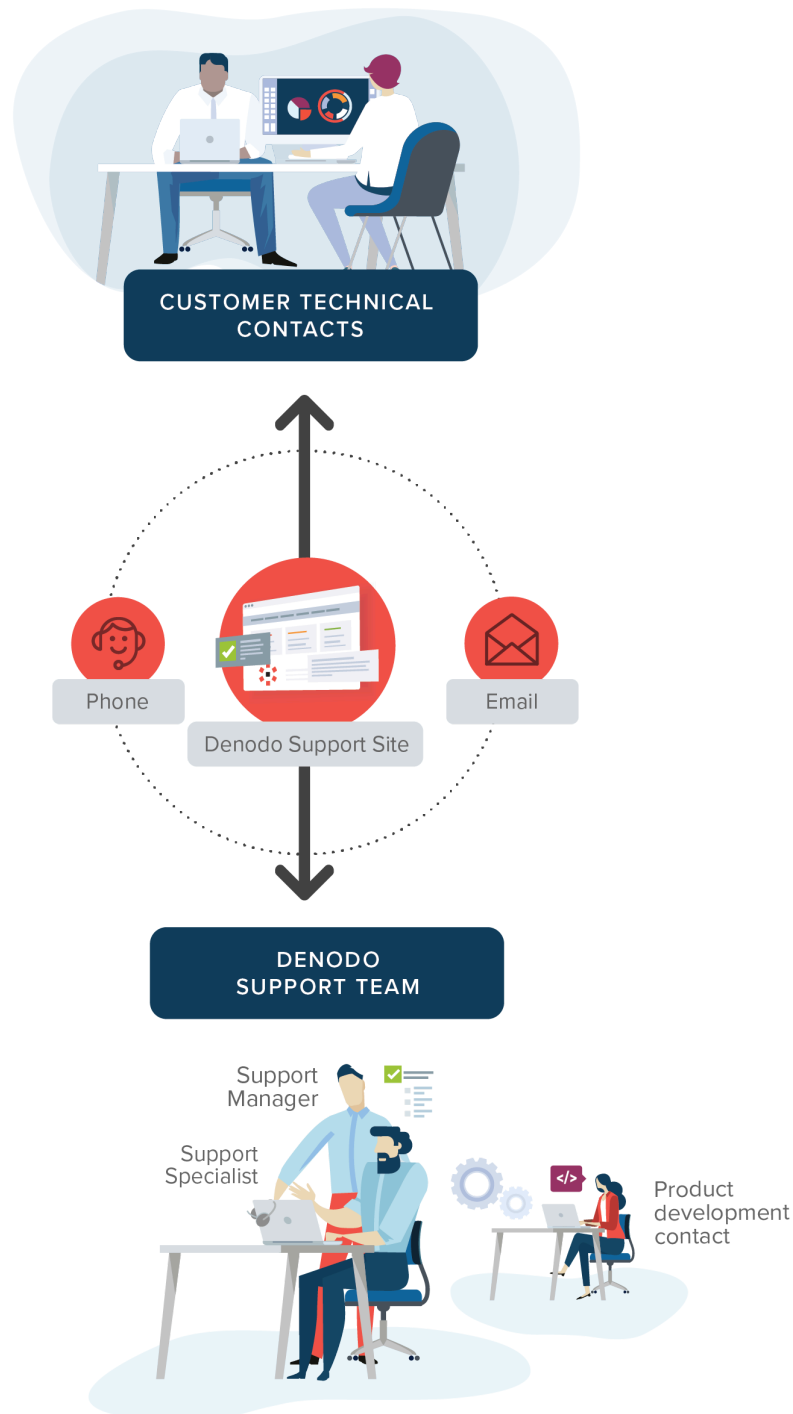 CUSTOMER TECHNICAL
CONTACTS
Phone
Denodo Support Site
Email
DENODO
SUPPORT TEAM
Support
Manager
Support
Specialist
</>
Product
development
contact